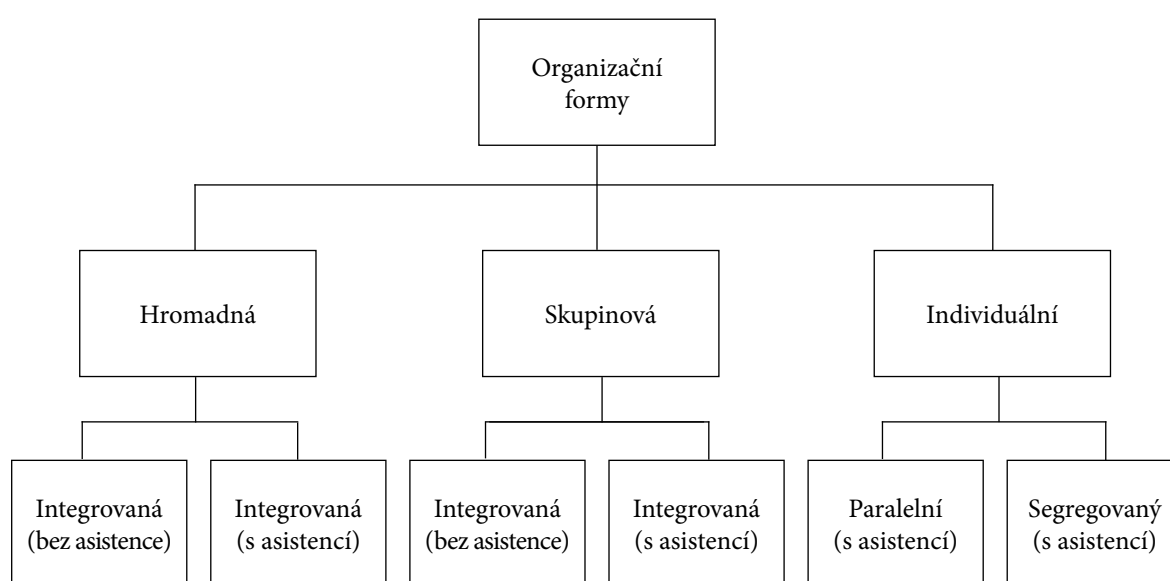 Organizační
formy
Hromadná
Skupinová
Individuální
Integrovaná
(bez asistence)
Integrovaná
(s asistencí)
Integrovaná
(bez asistence)
Integrovaná
(s asistencí)
Paralelní
(s asistencí)
Segregovaný
(s asistencí)